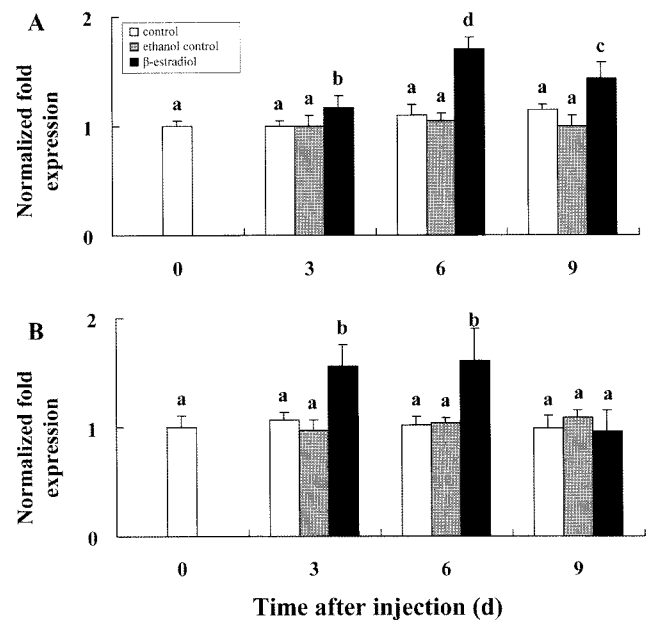 A
control
ethanol control
β-estradiol
Normalized fold
expression
2
1
0
a
a
a
b
a
a
d
a
a
c
0
3
6
9
B
Normalized fold
expression
2
1
0
a
a
a
b
a
a
b
a
a
a
0
3
6
9
Time after injection (d)